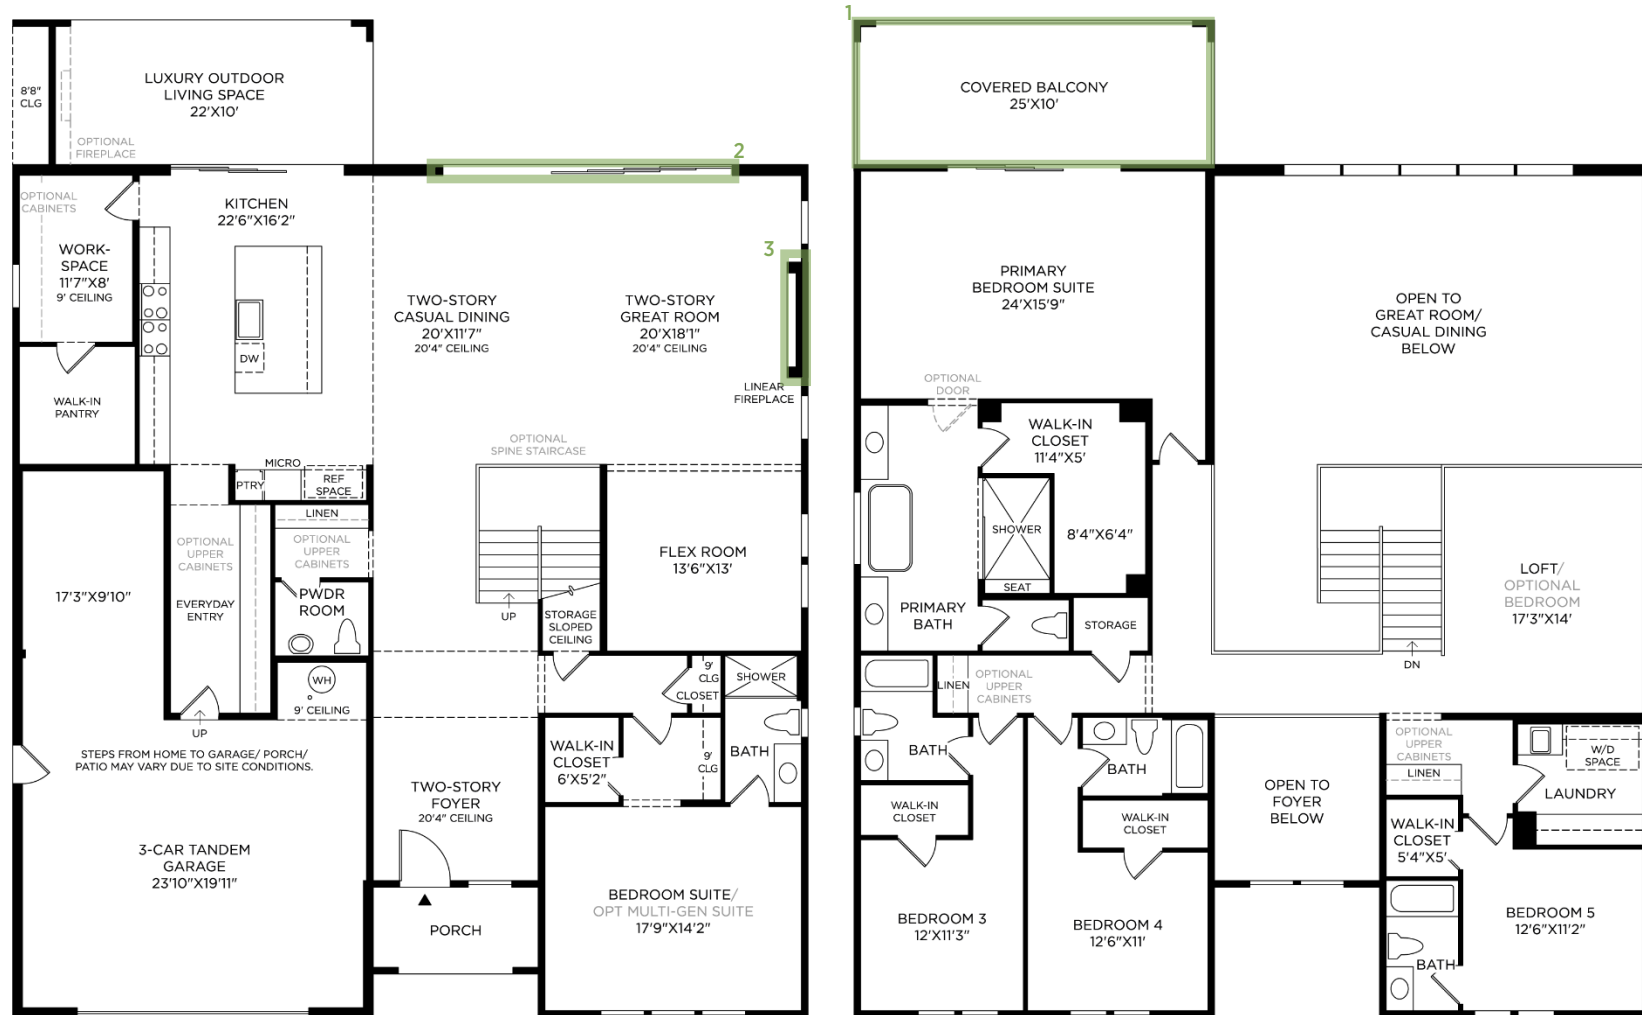 8'8"
CLG
LUXURY OUTDOOR
LIVING SPACE
22'X10'
OPTIONAL
FIREPLACE
2
OPTIONAL
CABINETS
WORK-
SPACE
11'7"X8'
9' CEILING
KITCHEN
22'6"X16'2"
3
TWO-STORY
CASUAL DINING
20'X11'7"
20'4" CEILING
TWO-STORY
GREAT ROOM
20'X18'1"
20'4" CEILING
DW
LINEAR
FIREPLACE
WALK-IN
PANTRY
OPTIONAL
SPINE STAIRCASE
MICRO
PTRY
REF
SPACE
LINEN
OPTIONAL
UPPER
CABINETS
OPTIONAL
UPPER
CABINETS
EVERYDAY
ENTRY
17'3"X9'10"
PWDR
ROOM
UP
STORAGE
SLOPED
CEILING
FLEX ROOM
13'6"X13'
WH
9' CEILING
UP
9'
CLG
CLOSET
SHOWER
STEPS FROM HOME TO GARAGE/ PORCH/
PATIO MAY VARY DUE TO SITE CONDITIONS.
WALK-IN
CLOSET
6'X5'2"
9'
CLG
BATH
TWO-STORY
FOYER
20'4" CEILING
3-CAR TANDEM
GARAGE
23'10"X19'11"
BEDROOM SUITE/
OPT MULTI-GEN SUITE
17'9"X14'2"
PORCH
1
COVERED BALCONY
25'X10'
PRIMARY
BEDROOM SUITE
24'X15'9"
OPEN TO
GREAT ROOM/
CASUAL DINING
BELOW
OPTIONAL
DOOR
WALK-IN
CLOSET
11'4"X5'
SHOWER
8'4"X6'4"
SEAT
PRIMARY
BATH
STORAGE
LOFT/
OPTIONAL
BEDROOM
17'3"X14'
DN
LINEN
OPTIONAL
UPPER
CABINETS
BATH
BATH
OPTIONAL
UPPER
CABINETS
LINEN
W/D
SPACE
LAUNDRY
WALK-IN
CLOSET
WALK-IN
CLOSET
OPEN TO
FOYER
BELOW
WALK-IN
CLOSET
5'4"X5'
BEDROOM 3
12'X11'3"
BEDROOM 4
12'6"X11'
BEDROOM 5
12'6"X11'2"
BATH